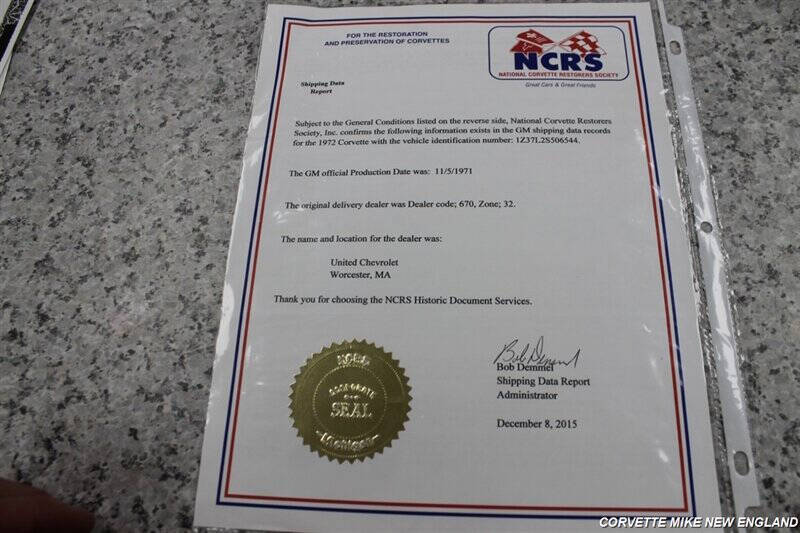 FOR THE RESTORATION
AND PRESERVATION OF CORVETTES
NCRS
NATIONAL CORVETTE RESTORERS SOCIETY
Great Cars & Great Friends
Shipping Data
Report
Subject to the General Conditions listed on the reverse side, National Corvette Restorers
Society, Inc. confirms the following information exists in the GM shipping data records
for the 1972 Corvette with the vehicle identification number: 1Z37L2S506544.
The GM official Production Date was: 11/5/1971
The original delivery dealer was Dealer code; 670, Zone; 32.
The name and location for the dealer was:
United Chevrolet
Worcester, MA
Thank you for choosing the NCRS Historic Document Services.
NCRS
CORPORATE
SEAL
Michigan
Bob Demmel
Bob Demmel
Shipping Data Report
Administrator
December 8, 2015
CORVETTE MIKE NEW ENGLAND